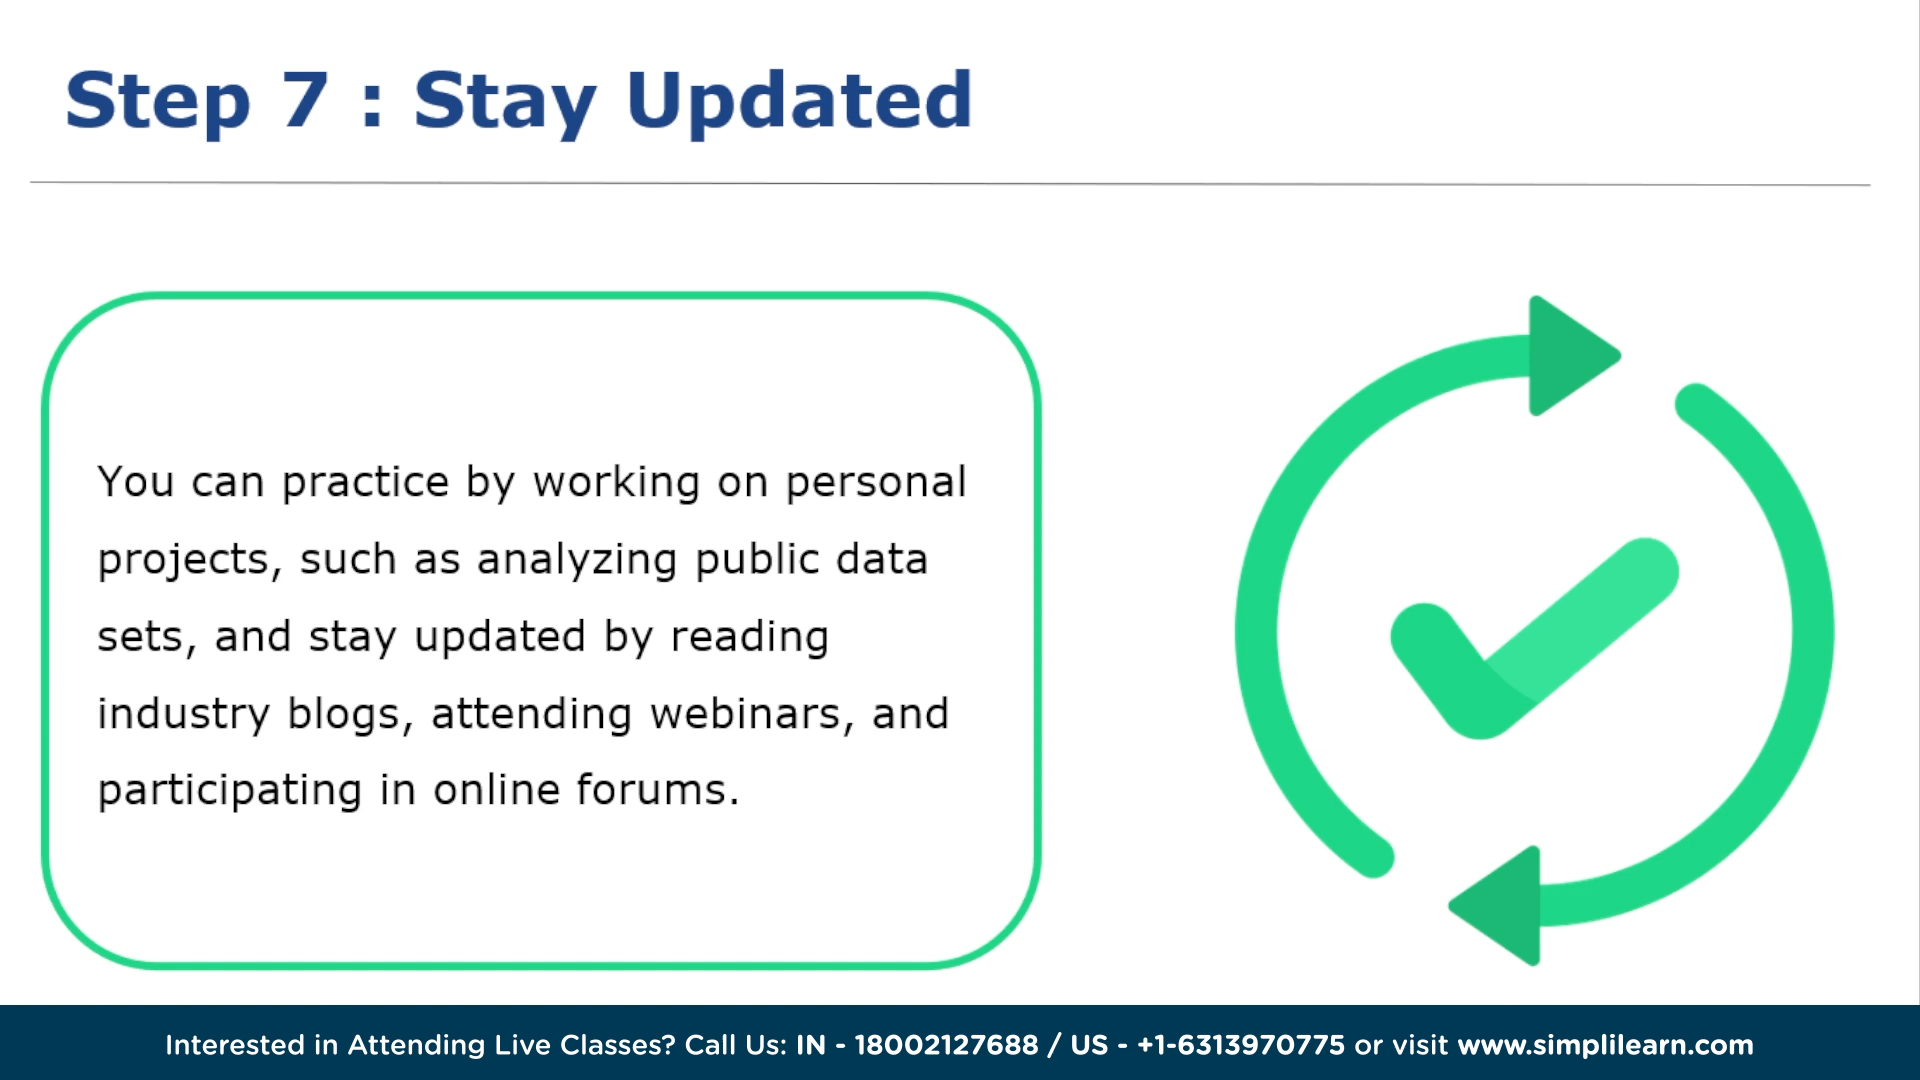 Step 7 : Stay Updated
You can practice by working on personal
projects, such as analyzing public data
sets, and stay updated by reading
industry blogs, attending webinars, and
participating in online forums.
Interested in Attending Live Classes? Call Us: IN - 18002127688 / US - +1-6313970775 or visit www.simplilearn.com